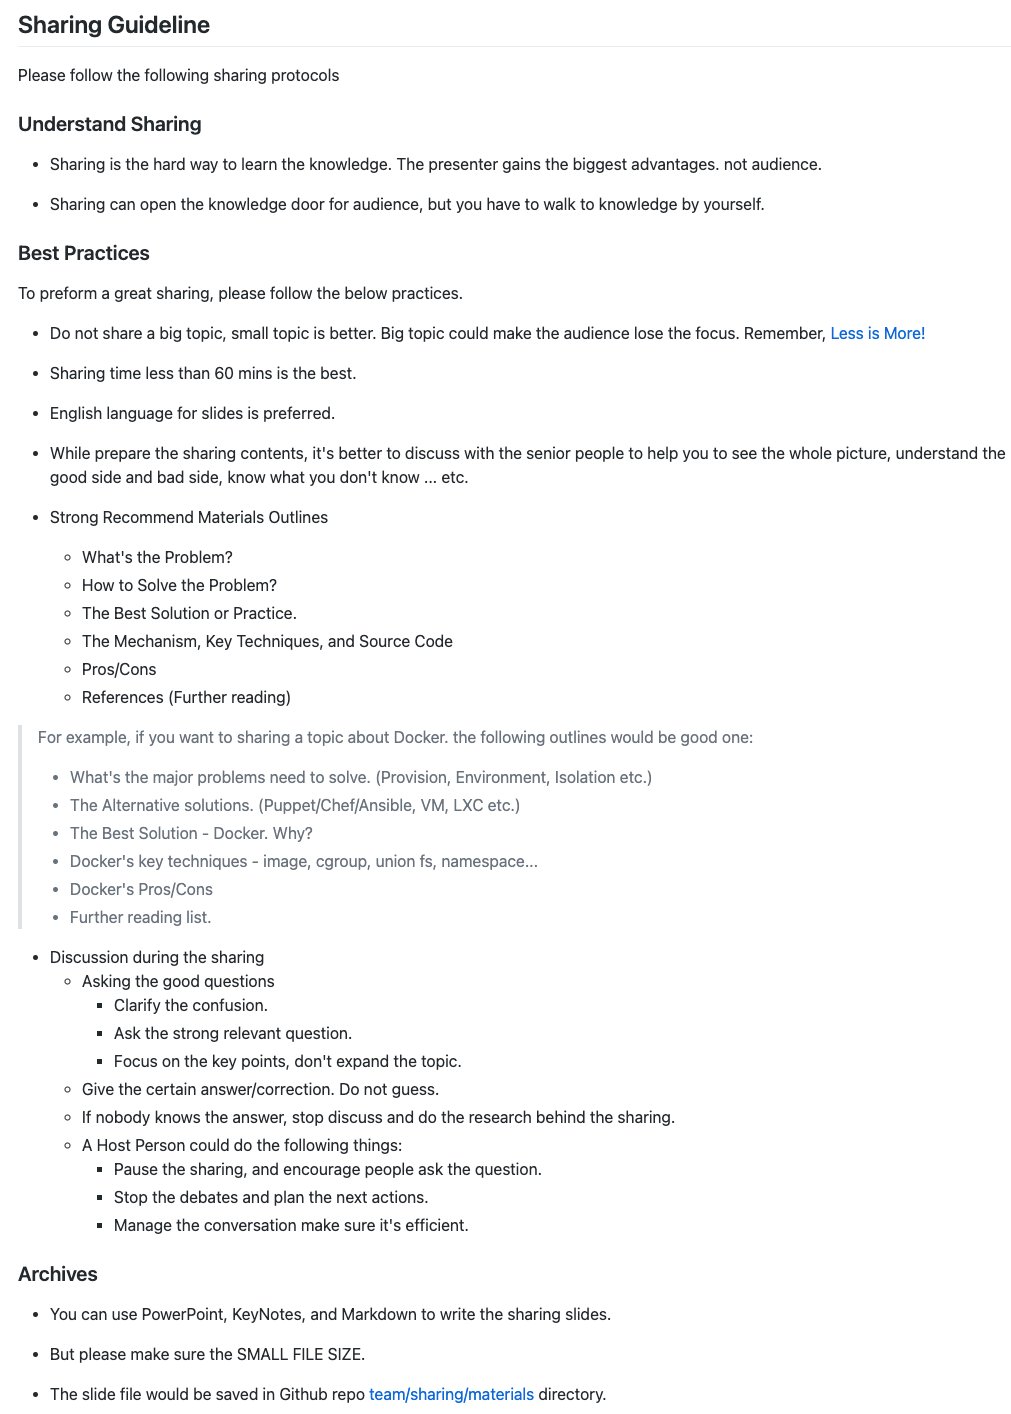 Sharing Guideline
Please follow the following sharing protocols
Understand Sharing
Sharing is the hard way to learn the knowledge. The presenter gains the biggest advantages. not audience.
Sharing can open the knowledge door for audience, but you have to walk to knowledge by yourself.
Best Practices
To preform a great sharing, please follow the below practices.
Do not share a big topic, small topic is better. Big topic could make the audience lose the focus. Remember, Less is More!
Sharing time less than 60 mins is the best.
English language for slides is preferred.
While prepare the sharing contents, it's better to discuss with the senior people to help you to see the whole picture, understand the
good side and bad side, know what you don't know ... etc.
Strong Recommend Materials Outlines
What's the Problem?
How to Solve the Problem?
The Best Solution or Practice.
The Mechanism, Key Techniques, and Source Code
Pros/Cons
References (Further reading)
For example, if you want to sharing a topic about Docker. the following outlines would be good one:
What's the major problems need to solve. (Provision, Environment, Isolation etc.)
The Alternative solutions. (Puppet/Chef/Ansible, VM, LXC etc.)
The Best Solution - Docker. Why?
Docker's key techniques - image, cgroup, union fs, namespace...
Docker's Pros/Cons
Further reading list.
Discussion during the sharing
Asking the good questions
Clarify the confusion.
Ask the strong relevant question.
Focus on the key points, don't expand the topic.
Give the certain answer/correction. Do not guess.
If nobody knows the answer, stop discuss and do the research behind the sharing.
A Host Person could do the following things:
Pause the sharing, and encourage people ask the question.
Stop the debates and plan the next actions.
Manage the conversation make sure it's efficient.
Archives
You can use PowerPoint, KeyNotes, and Markdown to write the sharing slides.
But please make sure the SMALL FILE SIZE.
The slide file would be saved in Github repo team/sharing/materials directory.